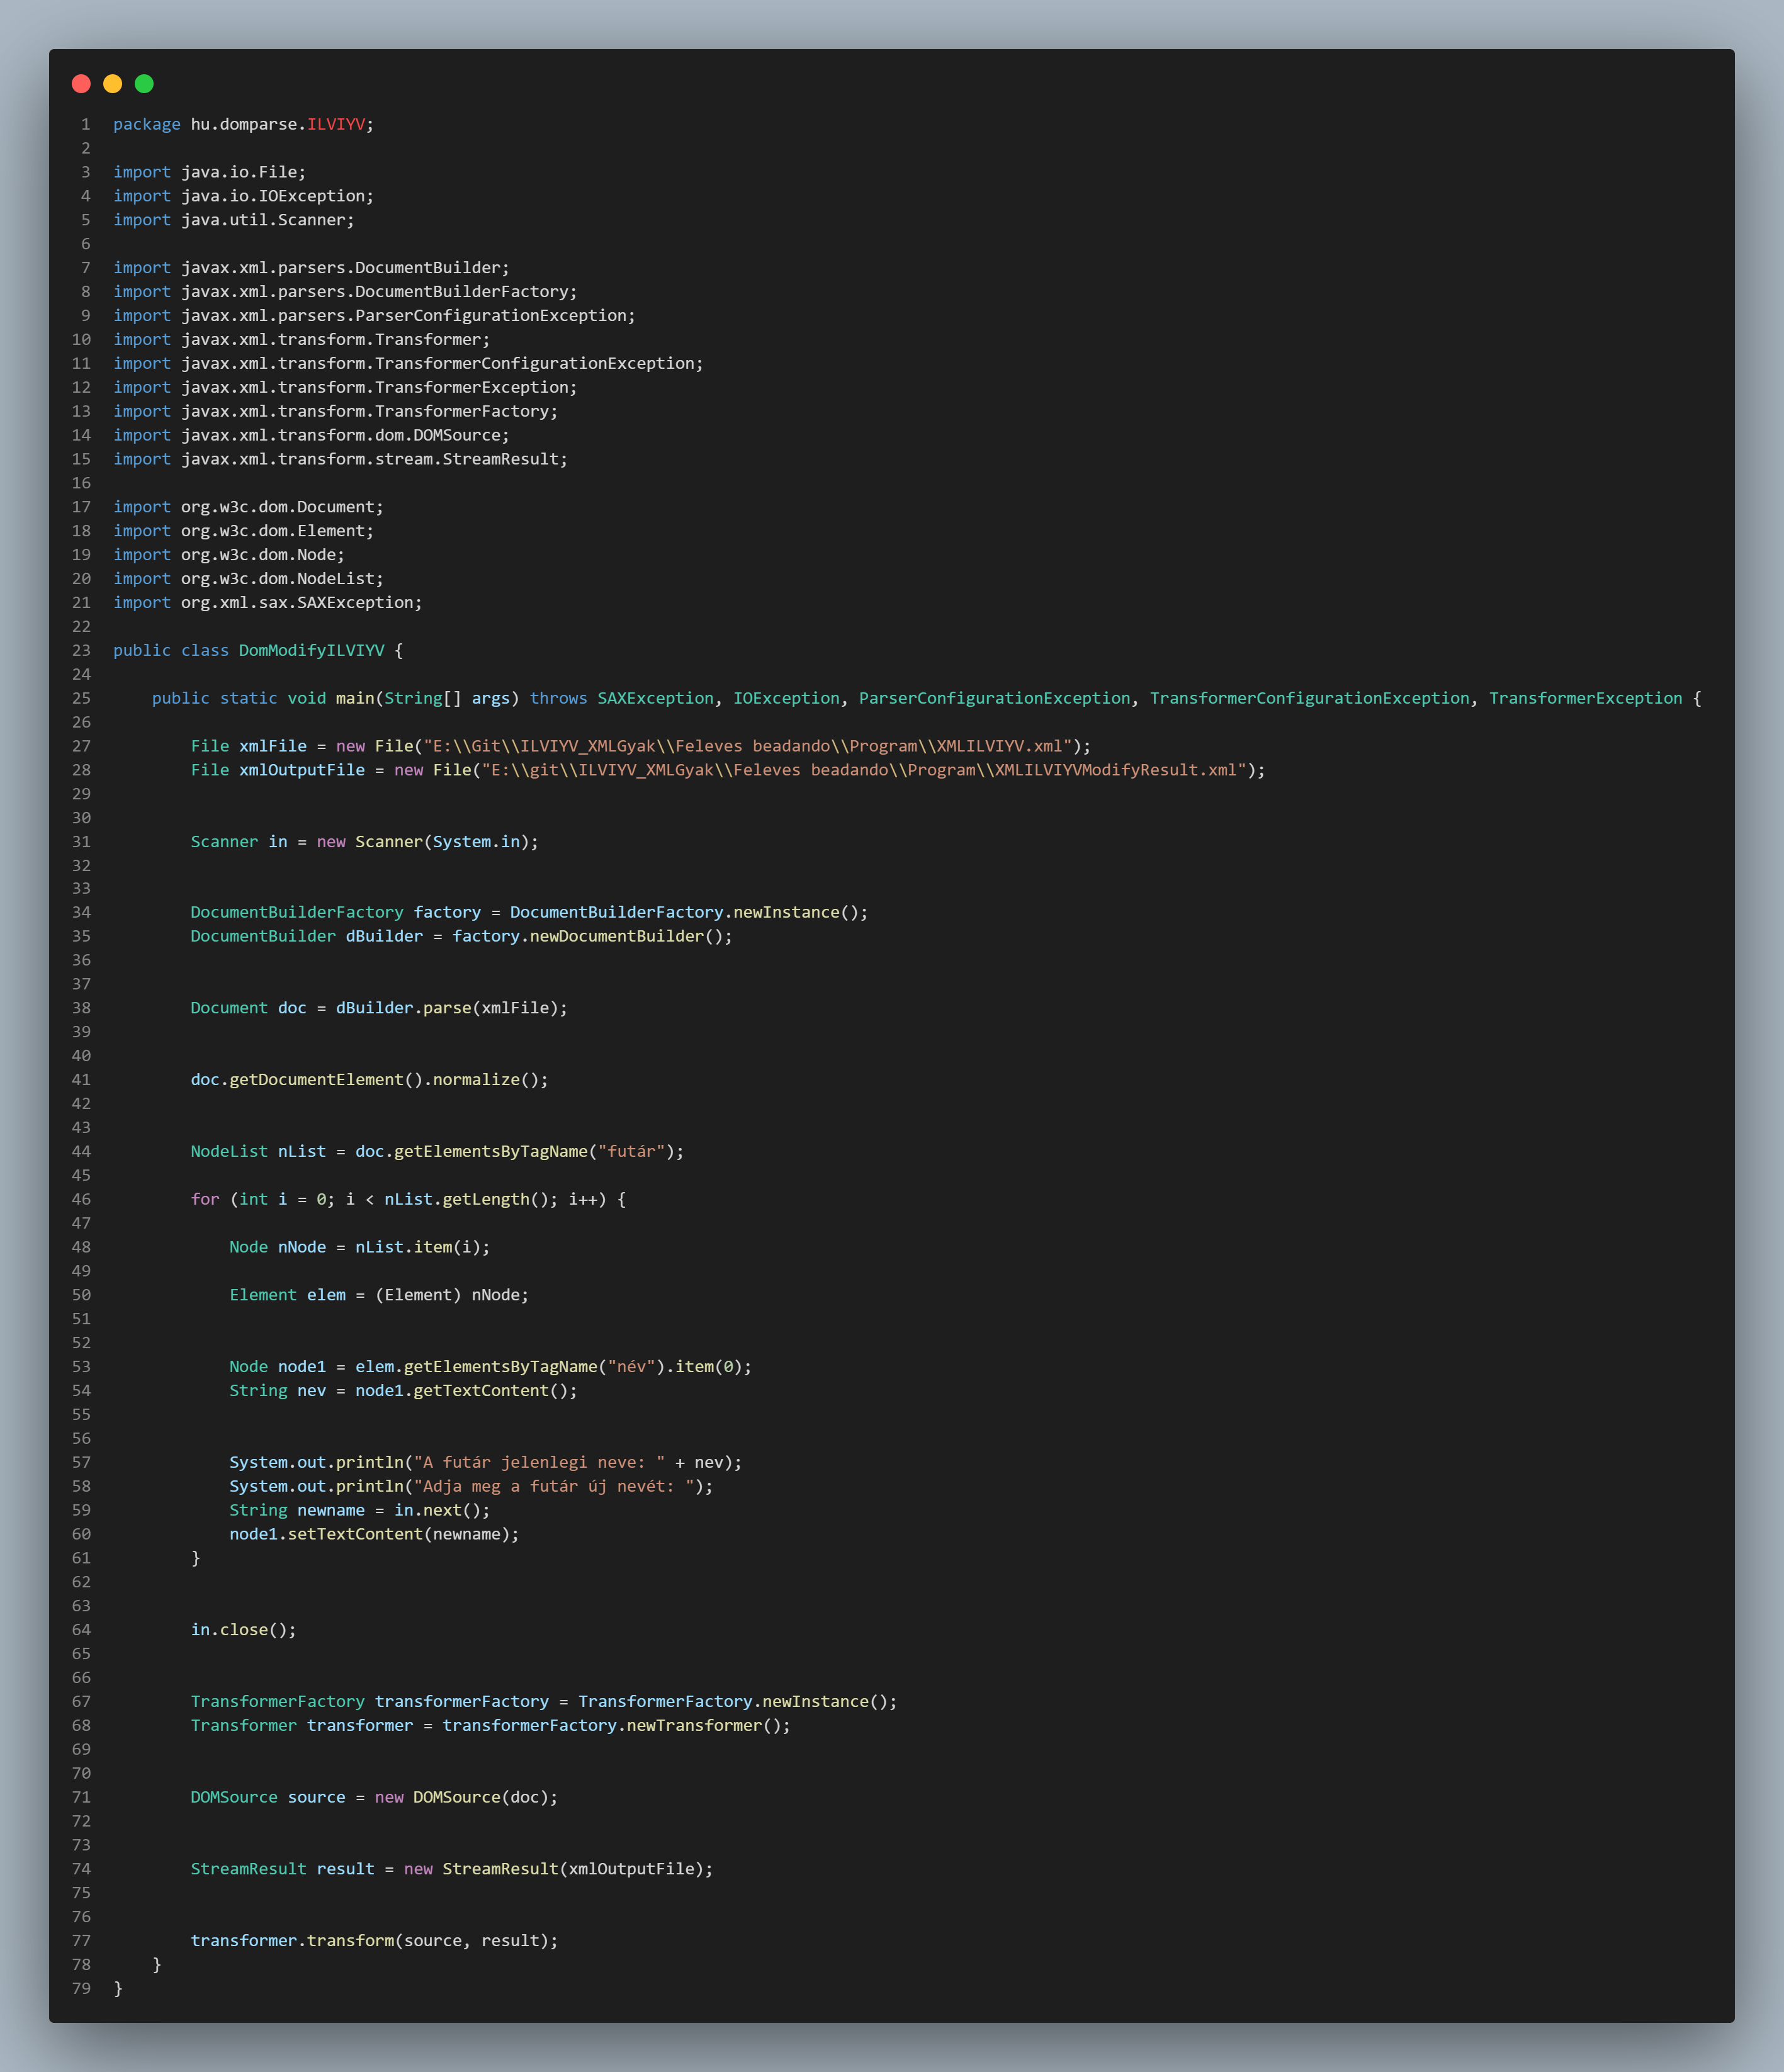 1 package hu.domparse.ILVIYV;
2
3 import java.io.File;
4 import java.io.IOException;
5 import java.util.Scanner;
6
7 import javax.xml.parsers.DocumentBuilder;
8 import javax.xml.parsers.DocumentBuilderFactory;
9 import javax.xml.parsers.ParserConfigurationException;
10 import javax.xml.transform.Transformer;
11 import javax.xml.transform.TransformerConfigurationException;
12 import javax.xml.transform.TransformerException;
13 import javax.xml.transform.TransformerFactory;
14 import javax.xml.transform.dom.DOMSource;
15 import javax.xml.transform.stream.StreamResult;
16
17 import org.w3c.dom.Document;
18 import org.w3c.dom.Element;
19 import org.w3c.dom.Node;
20 import org.w3c.dom.NodeList;
21 import org.xml.sax.SAXException;
22
23 public class DomModifyILVIYV {
24
25     public static void main(String[] args) throws SAXException, IOException, ParserConfigurationException, TransformerConfigurationException, TransformerException {
26
27         File xmlFile = new File("E:\\Git\\ILVIYV_XMLGyak\\Feleves beadando\\Program\\XMLILVIYV.xml");
28         File xmlOutputFile = new File("E:\\git\\ILVIYV_XMLGyak\\Feleves beadando\\Program\\XMLILVIYVModifyResult.xml");
29
30
31         Scanner in = new Scanner(System.in);
32
33
34         DocumentBuilderFactory factory = DocumentBuilderFactory.newInstance();
35         DocumentBuilder dBuilder = factory.newDocumentBuilder();
36
37
38         Document doc = dBuilder.parse(xmlFile);
39
40
41         doc.getDocumentElement().normalize();
42
43
44         NodeList nList = doc.getElementsByTagName("futár");
45
46         for (int i = 0; i < nList.getLength(); i++) {
47
48             Node nNode = nList.item(i);
49
50             Element elem = (Element) nNode;
51
52
53             Node node1 = elem.getElementsByTagName("név").item(0);
54             String nev = node1.getTextContent();
55
56
57             System.out.println("A futár jelenlegi neve: " + nev);
58             System.out.println("Adja meg a futár új nevét: ");
59             String newname = in.next();
60             node1.setTextContent(newname);
61         }
62
63
64         in.close();
65
66
67         TransformerFactory transformerFactory = TransformerFactory.newInstance();
68         Transformer transformer = transformerFactory.newTransformer();
69
70
71         DOMSource source = new DOMSource(doc);
72
73
74         StreamResult result = new StreamResult(xmlOutputFile);
75
76
77         transformer.transform(source, result);
78     }
79 }